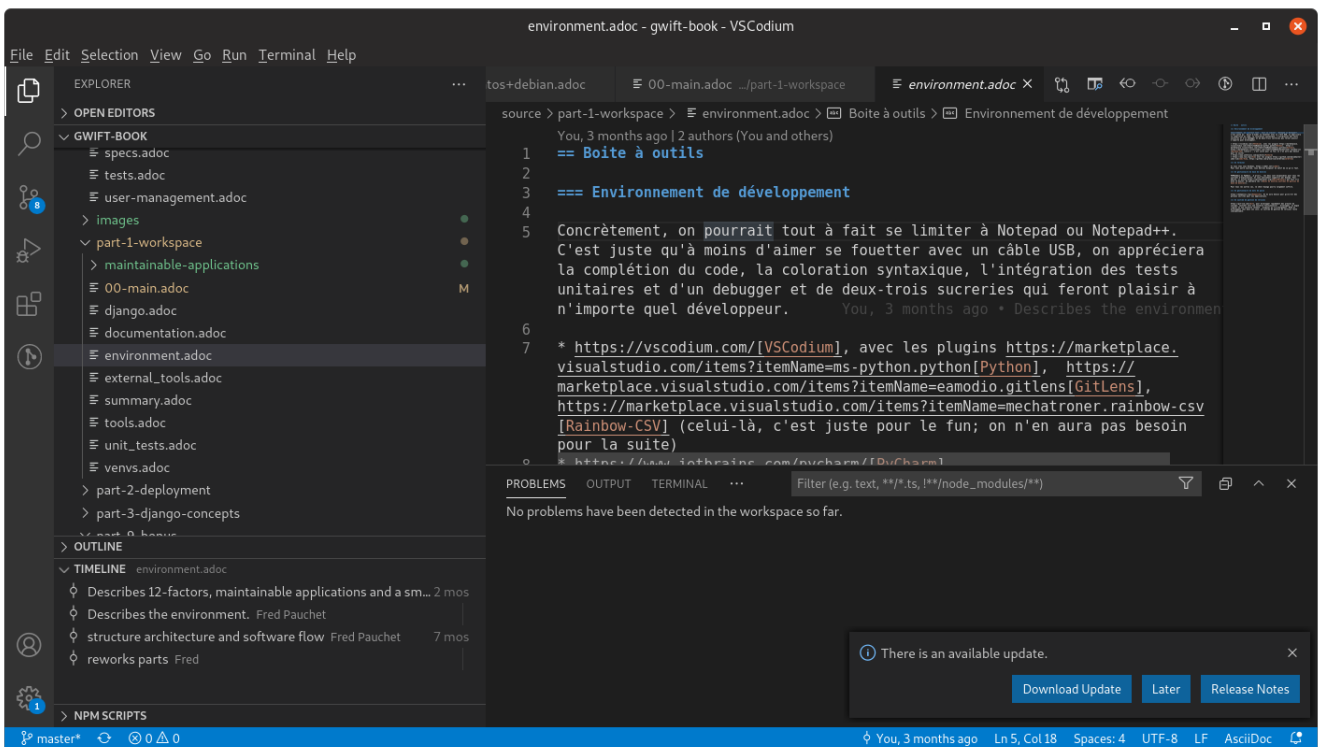 environment.adoc - gwift-book - VSCodium
File Edit Selection View Go Run Terminal Help
EXPLORER
OPEN EDITORS
GWIFT-BOOK
specs.adoc
tests.adoc
user-management.adoc
images
part-1-workspace
maintainable-applications
00-main.adoc M
django.adoc
documentation.adoc
environment.adoc
external_tools.adoc
summary.adoc
tools.adoc
unit_tests.adoc
venvs.adoc
part-2-deployment
part-3-django-concepts
part-9-bonus
OUTLINE
TIMELINE environment.adoc
Describes 12-factors, maintainable applications and a sm... 2 mos
Describes the environment. Fred Pauchet
structure architecture and software flow Fred Pauchet 7 mos
reworks parts Fred
NPM SCRIPTS
8
1
tos+debian.adoc 00-main.adoc .../part-1-workspace environment.adoc
source > part-1-workspace > environment.adoc > Boite à outils > Environnement de développement
You, 3 months ago | 2 authors (You and others)
1 == Boite à outils
2
3 === Environnement de développement
4
5 Concrètement, on pourrait tout à fait se limiter à Notepad ou Notepad++.
C'est juste qu'à moins d'aimer se fouetter avec un câble USB, on appréciera
la complétion du code, la coloration syntaxique, l'intégration des tests
unitaires et d'un debugger et de deux-trois sucreries qui feront plaisir à
n'importe quel développeur. You, 3 months ago • Describes the environmen
6
7 * https://vscodium.com/[VSCodium], avec les plugins https://marketplace.
visualstudio.com/items?itemName=ms-python.python[Python], https://
marketplace.visualstudio.com/items?itemName=eamodio.gitlens[GitLens],
https://marketplace.visualstudio.com/items?itemName=mechatroner.rainbow-csv
[Rainbow-CSV] (celui-là, c'est juste pour le fun; on n'en aura pas besoin
pour la suite)
8 * https://www.jetbrains.com/pycharm/[PyCharm]
PROBLEMS OUTPUT TERMINAL ... Filter (e.g. text, **/*.ts, !**/node_modules/**)
No problems have been detected in the workspace so far.
There is an available update.
Download Update Later Release Notes
master* 0 0 You, 3 months ago Ln 5, Col 18 Spaces: 4 UTF-8 LF AsciiDoc